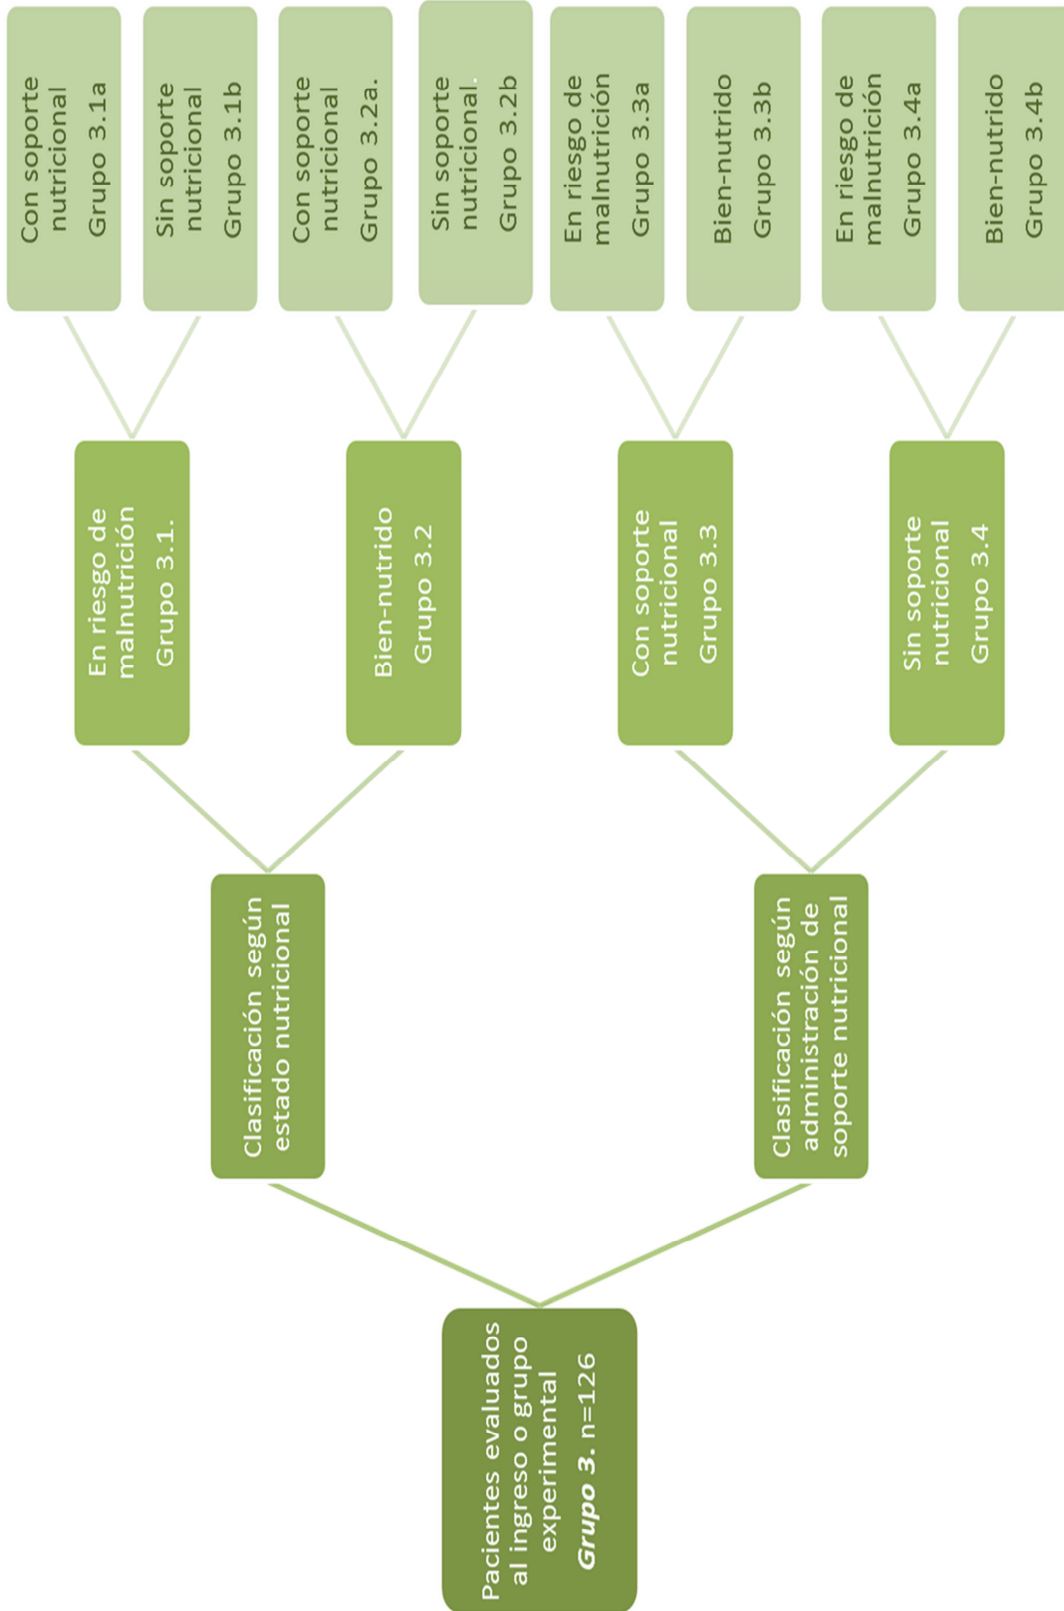 Pacientes evaluados
al ingreso o grupo
experimental
Grupo 3. n=126
Clasificación según
estado nutricional
En riesgo de
malnutrición
Grupo 3.1.
Con soporte
nutricional
Grupo 3.1a
Sin soporte
nutricional
Grupo 3.1b
Bien-nutrido
Grupo 3.2
Con soporte
nutricional
Grupo 3.2a.
Sin soporte
nutricional.
Grupo 3.2b
Clasificación según
administración de
soporte nutricional
Con soporte
nutricional
Grupo 3.3
En riesgo de
malnutrición
Grupo 3.3a
Bien-nutrido
Grupo 3.3b
Sin soporte
nutricional
Grupo 3.4
En riesgo de
malnutrición
Grupo 3.4a
Bien-nutrido
Grupo 3.4b